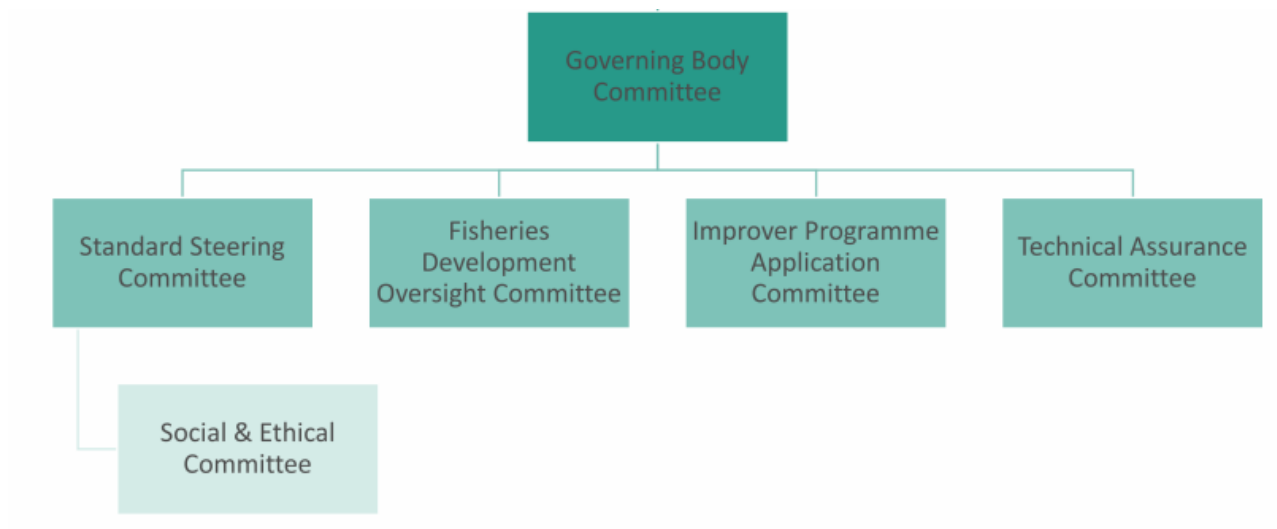 Governing Body
Committee
Standard Steering
Committee
Fisheries
Development
Oversight Committee
Improver Programme
Application
Committee
Technical Assurance
Committee
Social & Ethical
Committee